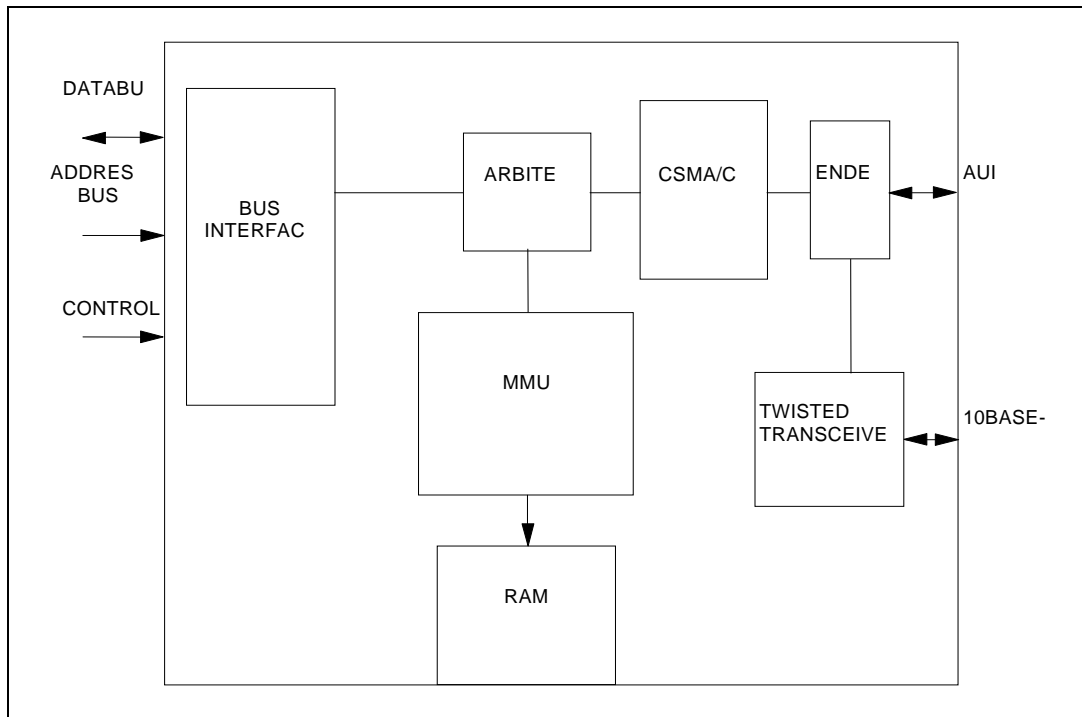 DATABU
ADDRES
BUS
CONTROL
BUS
INTERFAC
ARBITE
CSMA/C
ENDE
AUI
MMU
TWISTED
TRANSCEIVE
10BASE-
RAM